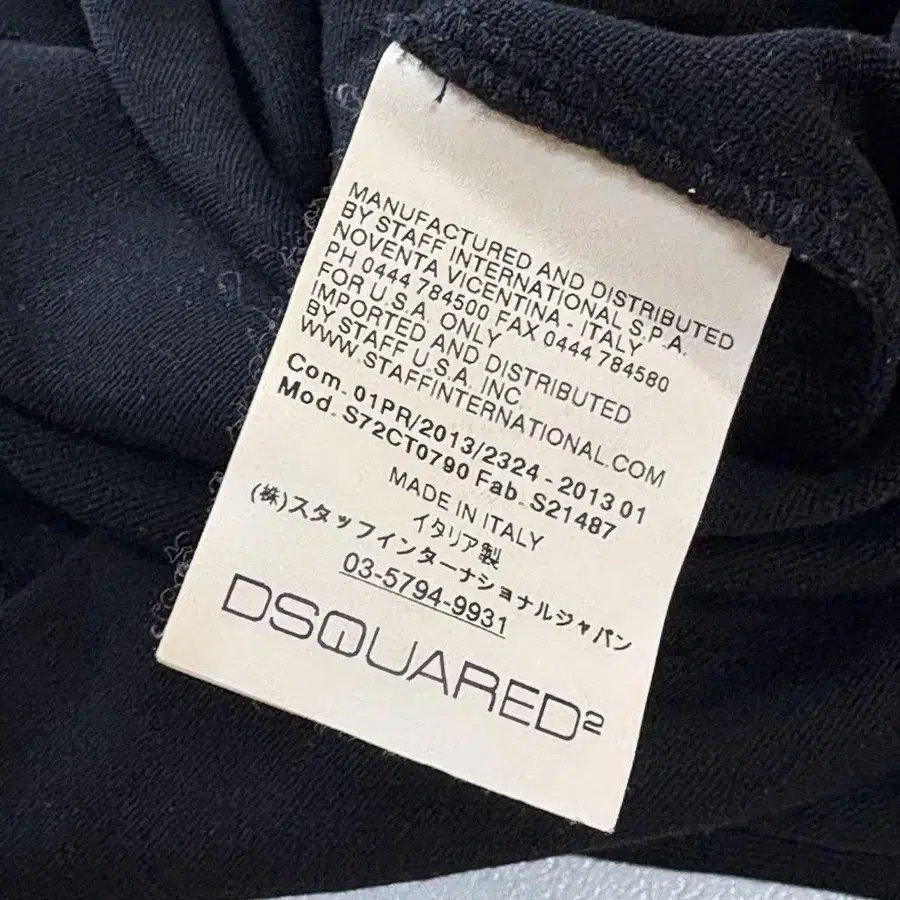 MANUFACTURED AND DISTRIBUTED
BY STAFF INTERNATIONAL S.P.A.
NOVENTA VICENTINA - ITALY
PH 0444 784500 FAX 0444 784580
FOR U.S.A. ONLY
IMPORTED AND DISTRIBUTED
BY STAFF U.S.A. INC.
WWW.STAFFINTERNATIONAL.COM
Com. 01PR/2013/2324 - 2013 01
Mod. S72CT0790 Fab. S21487
MADE IN ITALY
イタリア製
(株)スタッフインターナショナルジャパン
03-5794-9931
DSQUARED2